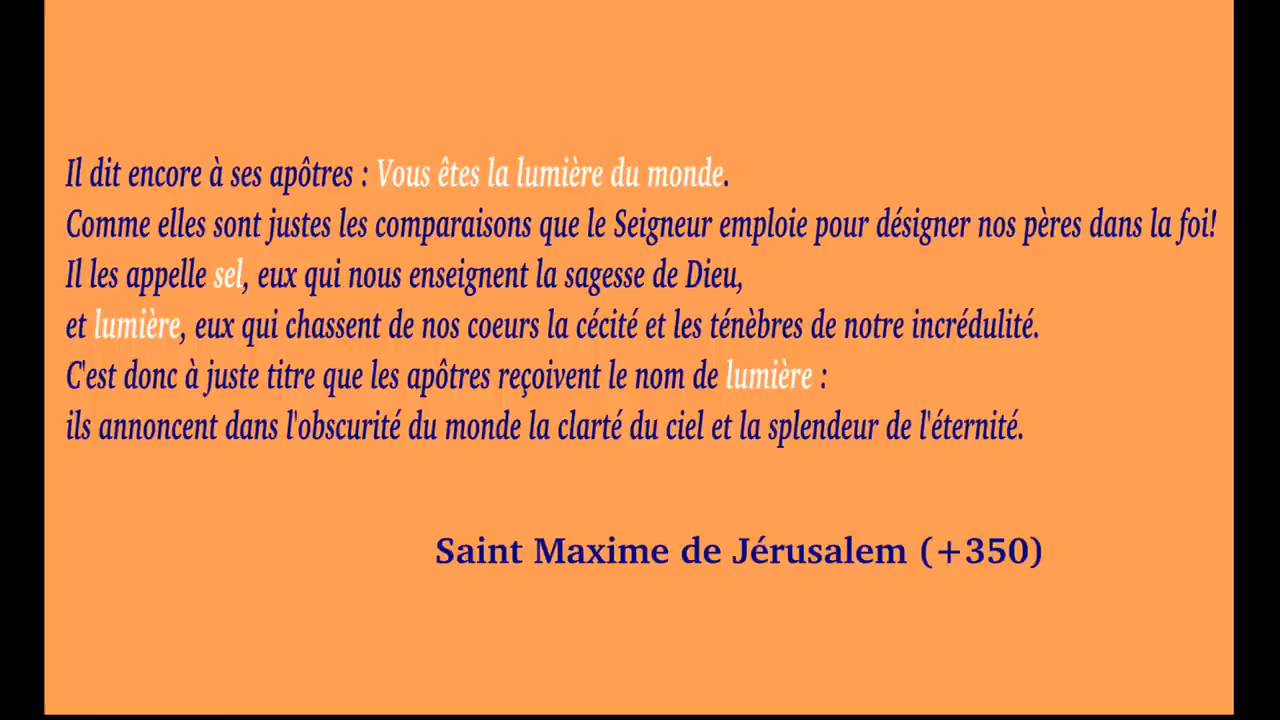 Il dit encore à ses apôtres : Vous êtes la lumière du monde.
Comme elles sont justes les comparaisons que le Seigneur emploie pour désigner nos pères dans la foi!
Il les appelle sel, eux qui nous enseignent la sagesse de Dieu,
et lumière, eux qui chassent de nos coeurs la cécité et les ténèbres de notre incrédulité.
C'est donc à juste titre que les apôtres reçoivent le nom de lumière :
ils annoncent dans l'obscurité du monde la clarté du ciel et la splendeur de l'éternité.
Saint Maxime de Jérusalem (+350)